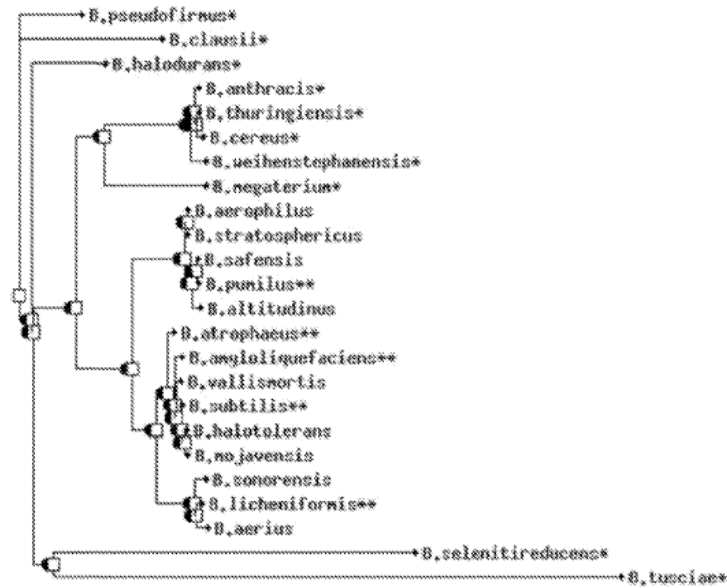 B.pseudofirmus*
B.clausii*
B.halodurans*
B.anthracis*
B.thuringiensis*
B.cereus*
B.weihenstephanensis*
B.megaterium*
B.aerophilus
B.stratosphericus
B.safensis
B.pumilus**
B.altitudinus
B.atrophaeus**
B.amyloliquefaciens**
B.vallismortis
B.subtilis**
B.halotolerans
B.mojavensis
B.sonorensis
B.licheniformis**
B.aerius
B.selenitireducens*
B.tusciae*